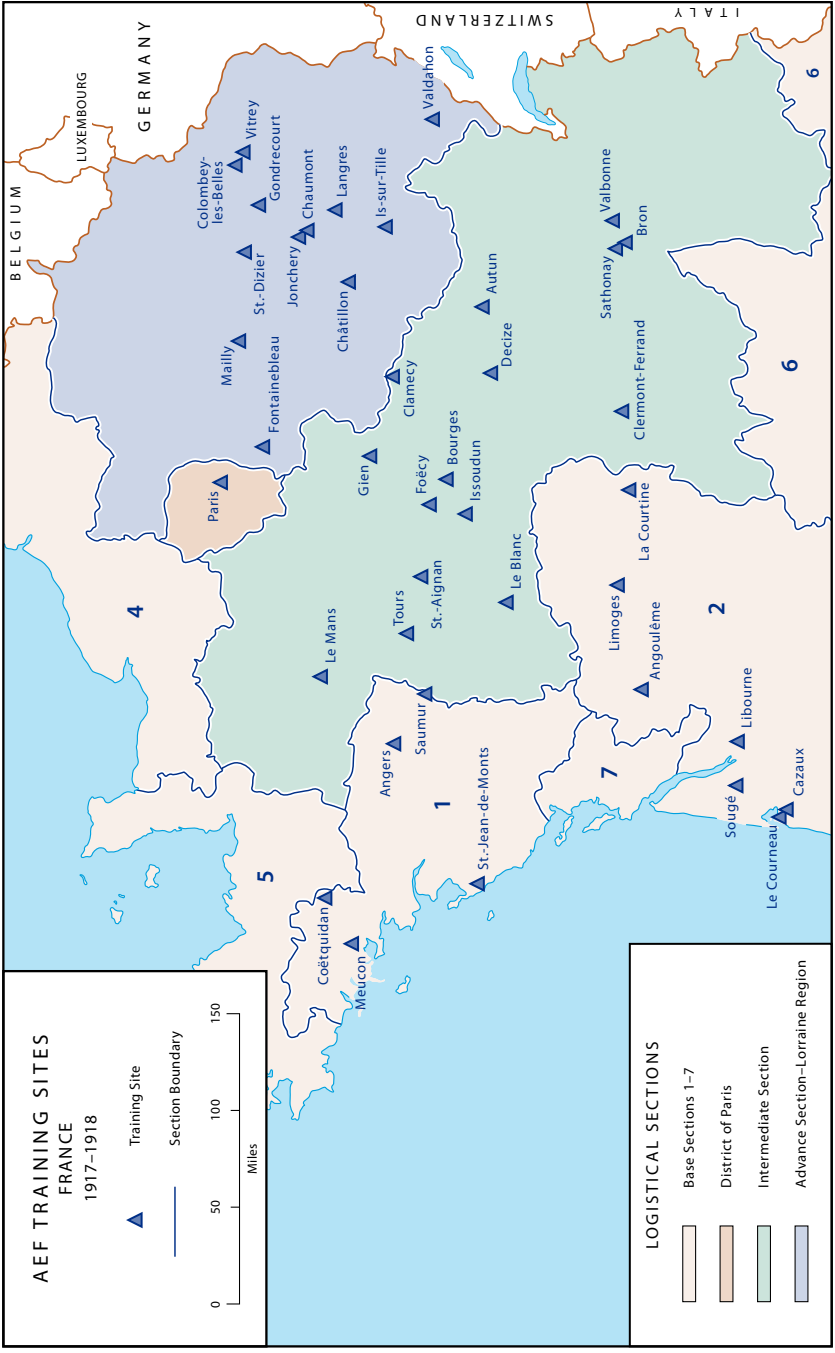 AEF TRAINING SITES
FRANCE
1917–1918
Training Site
Section Boundary
0
50
100
150
Miles
BELGIUM
LUXEMBOURG
GERMANY
SWITZERLAND
ITALY
4
5
1
7
2
6
6
Paris
Fontainebleau
Mailly
St.-Dizier
Colombey-
les-Belles
Vitrey
Gondrecourt
Jonchery
Chaumont
Langres
Châtillon
Is-sur-Tille
Valdahon
Clamecy
Gien
Autun
Decize
Foëcy
Bourges
Issoudun
St.-Aignan
Tours
Le Mans
Le Blanc
Valbonne
Sathonay
Bron
Clermont-Ferrand
La Courtine
Limoges
Angoulême
Libourne
Sougé
Cazaux
Le Courneau
Saumur
Angers
St.-Jean-de-Monts
Coëtquidan
Meucon
LOGISTICAL SECTIONS
Base Sections 1–7
District of Paris
Intermediate Section
Advance Section–Lorraine Region